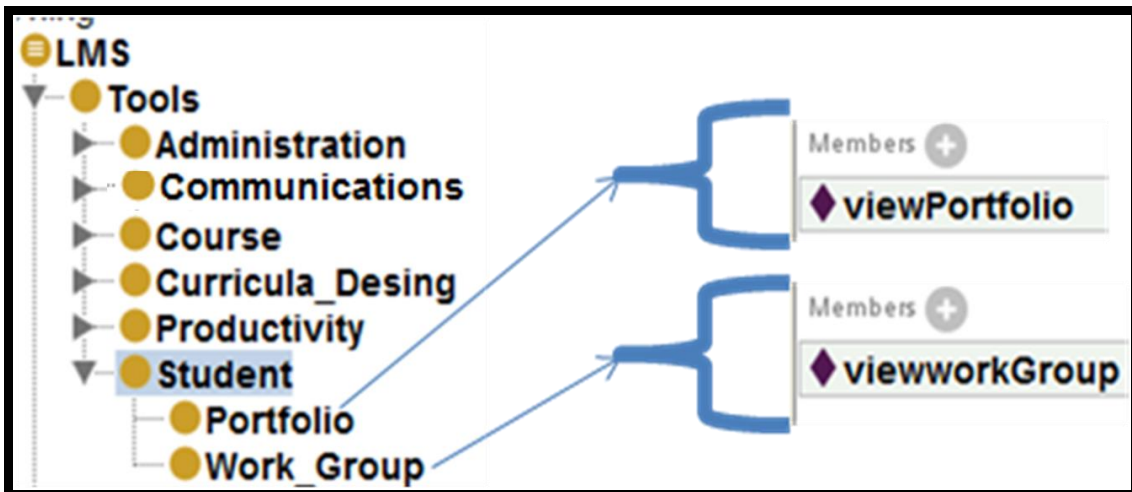 LMS
Tools
Administration
Communications
Course
Curricula_Desing
Productivity
Student
Portfolio
Work_Group
Members
viewPortfolio
Members
viewworkGroup